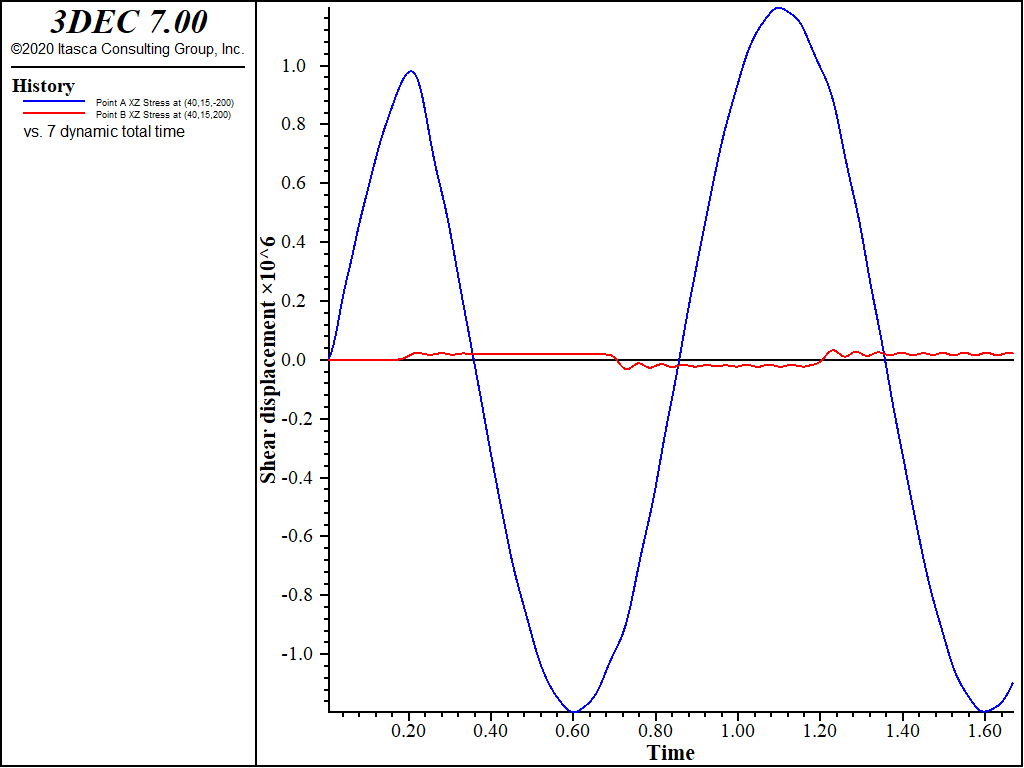 3DEC 7.00
©2020 Itasca Consulting Group, Inc.
History
Point A XZ Stress at (40,15,-200)
Point B XZ Stress at (40,15,200)
vs. 7 dynamic total time
Shear displacement ×10^6
1.0
0.8
0.6
0.4
0.2
0.0
-0.2
-0.4
-0.6
-0.8
-1.0
0.20 0.40 0.60 0.80 1.00 1.20 1.40 1.60
Time